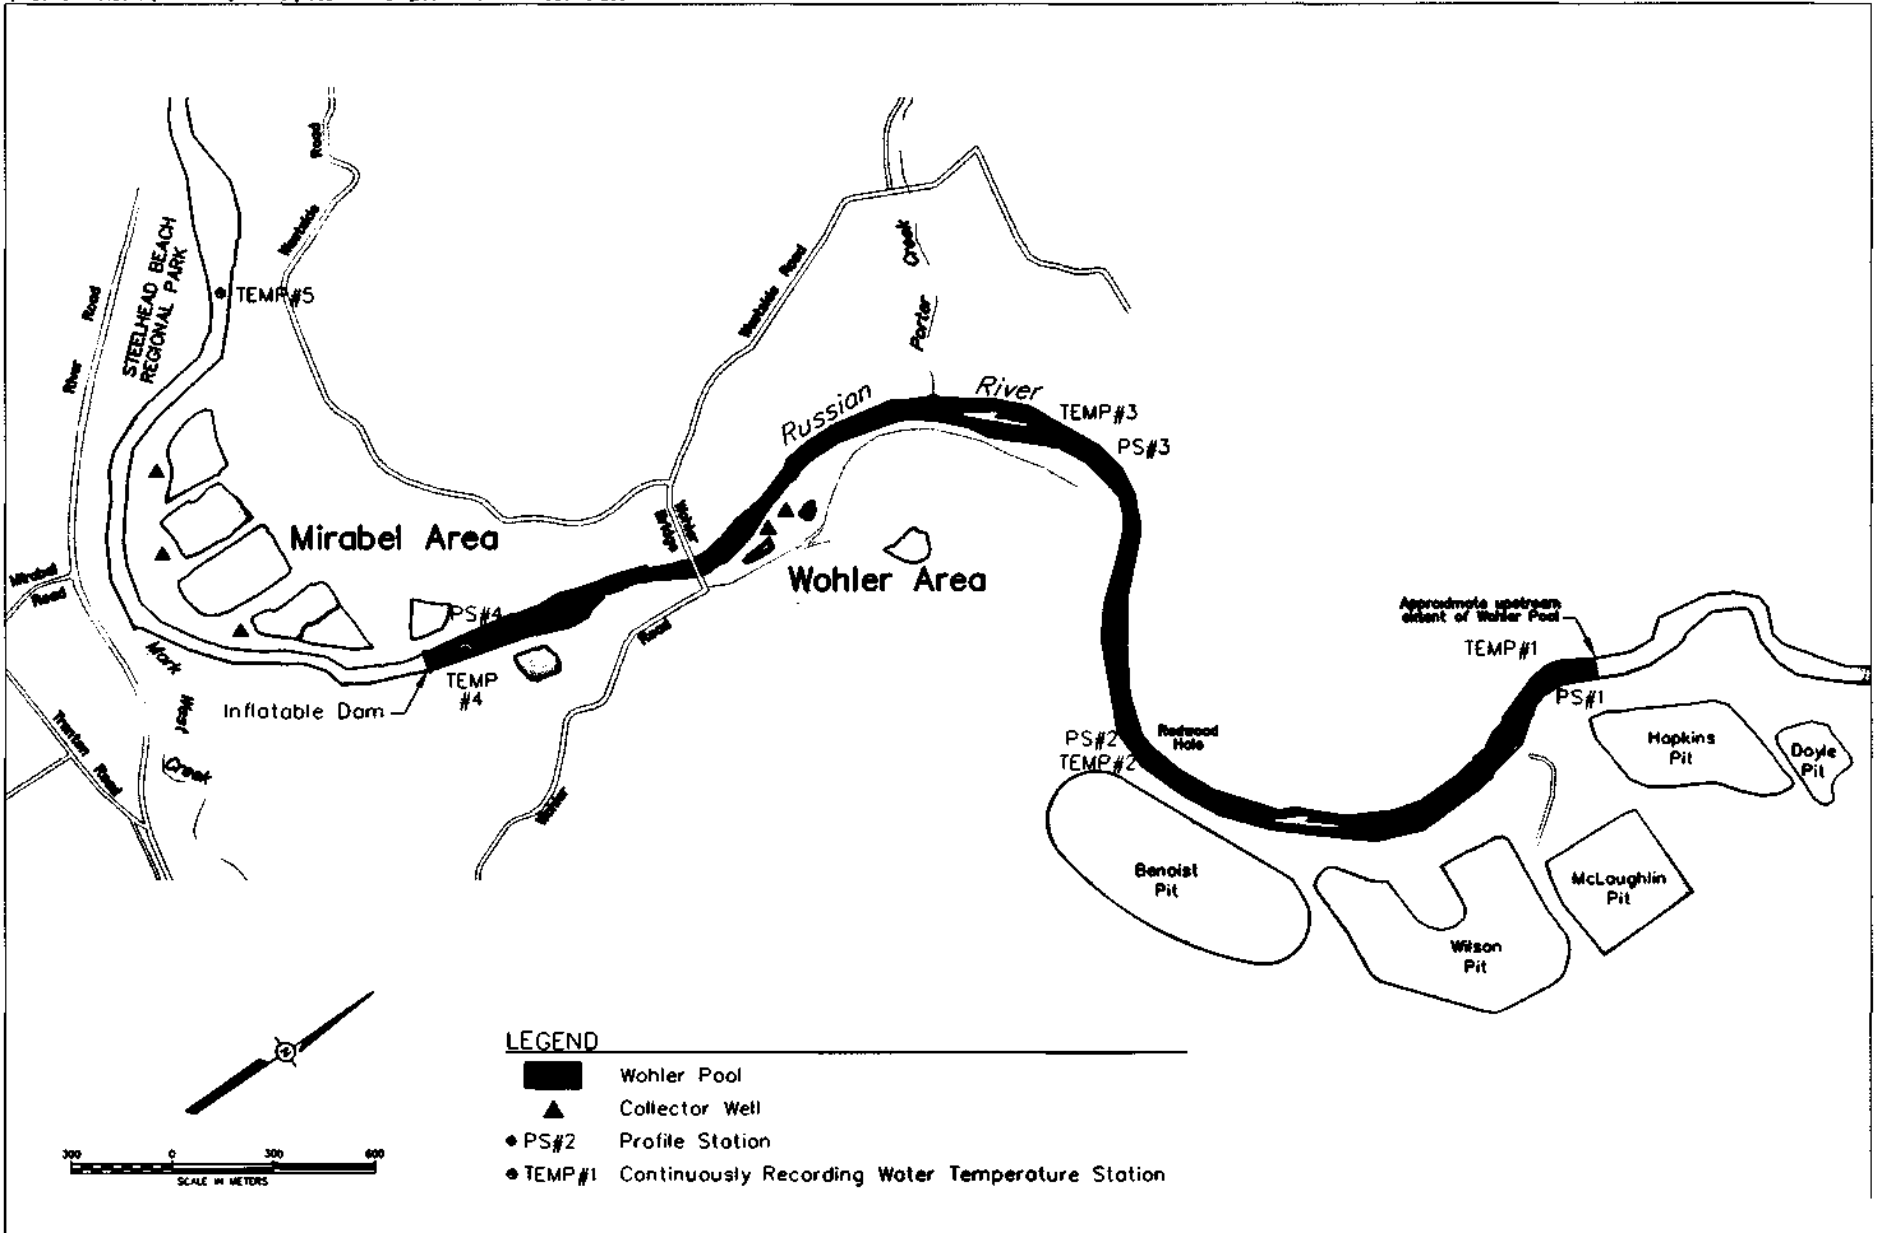 Road
Westside
STEELHEAD BEACH
REGIONAL PARK
TEMP#5
Road
River
Westside Road
Creek
Porter
Russian River
TEMP#3
PS#3
Mirabel Area
Wohler
Bridge
Wohler Area
Mirabel
Road
PS#4
Road
Approximate upstream
extent of Wohler Pool
TEMP#1
PS#1
Mark
West
Creek
TEMP
#4
Inflatable Dam
Trenton
Road
Wohler
PS#2
TEMP#2
Redwood
Hole
Hopkins
Pit
Doyle
Pit
Benoist
Pit
McLaughlin
Pit
Wilson
Pit
N
LEGEND
Wohler Pool
Collector Well
PS#2 Profile Station
TEMP#1 Continuously Recording Water Temperature Station
300 0 300 600
SCALE IN METERS